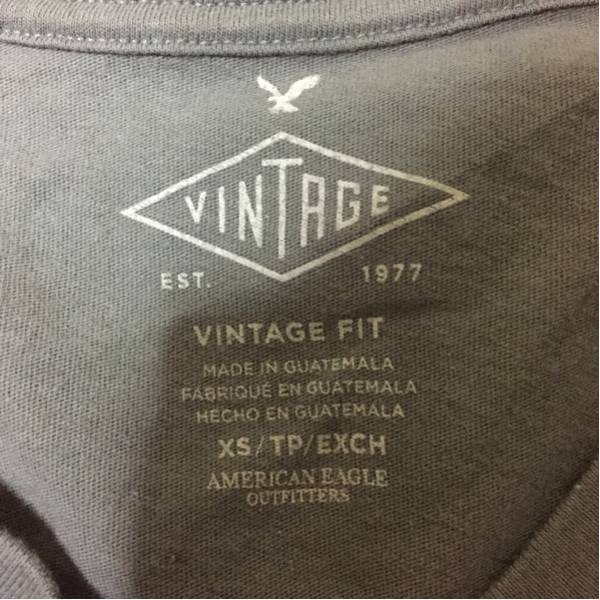 VINTAGE
EST. 1977
VINTAGE FIT
MADE IN GUATEMALA
FABRIQUÉ EN GUATEMALA
HECHO EN GUATEMALA
XS/TP/EXCH
AMERICAN EAGLE
OUTFITTERS